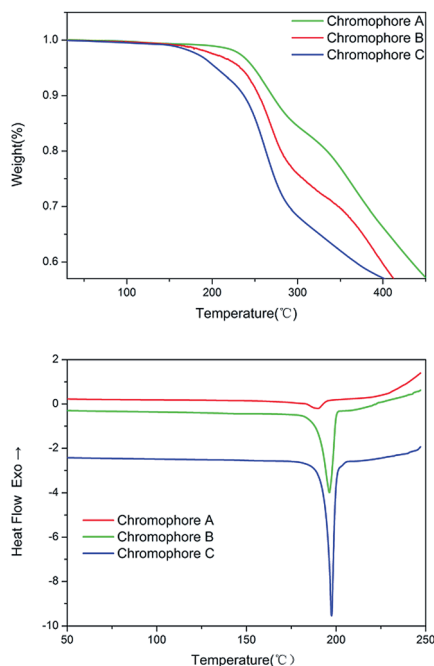 Chromophore A
Chromophore B
Chromophore C
1.0
0.9
0.8
0.7
0.6
Weight(%)
100 200 300 400
Temperature(℃)
0
-2
-4
-6
-8
-10
Heat Flow Exo →
Chromophore A
Chromophore B
Chromophore C
50 100 150 200 250
Temperature(℃)